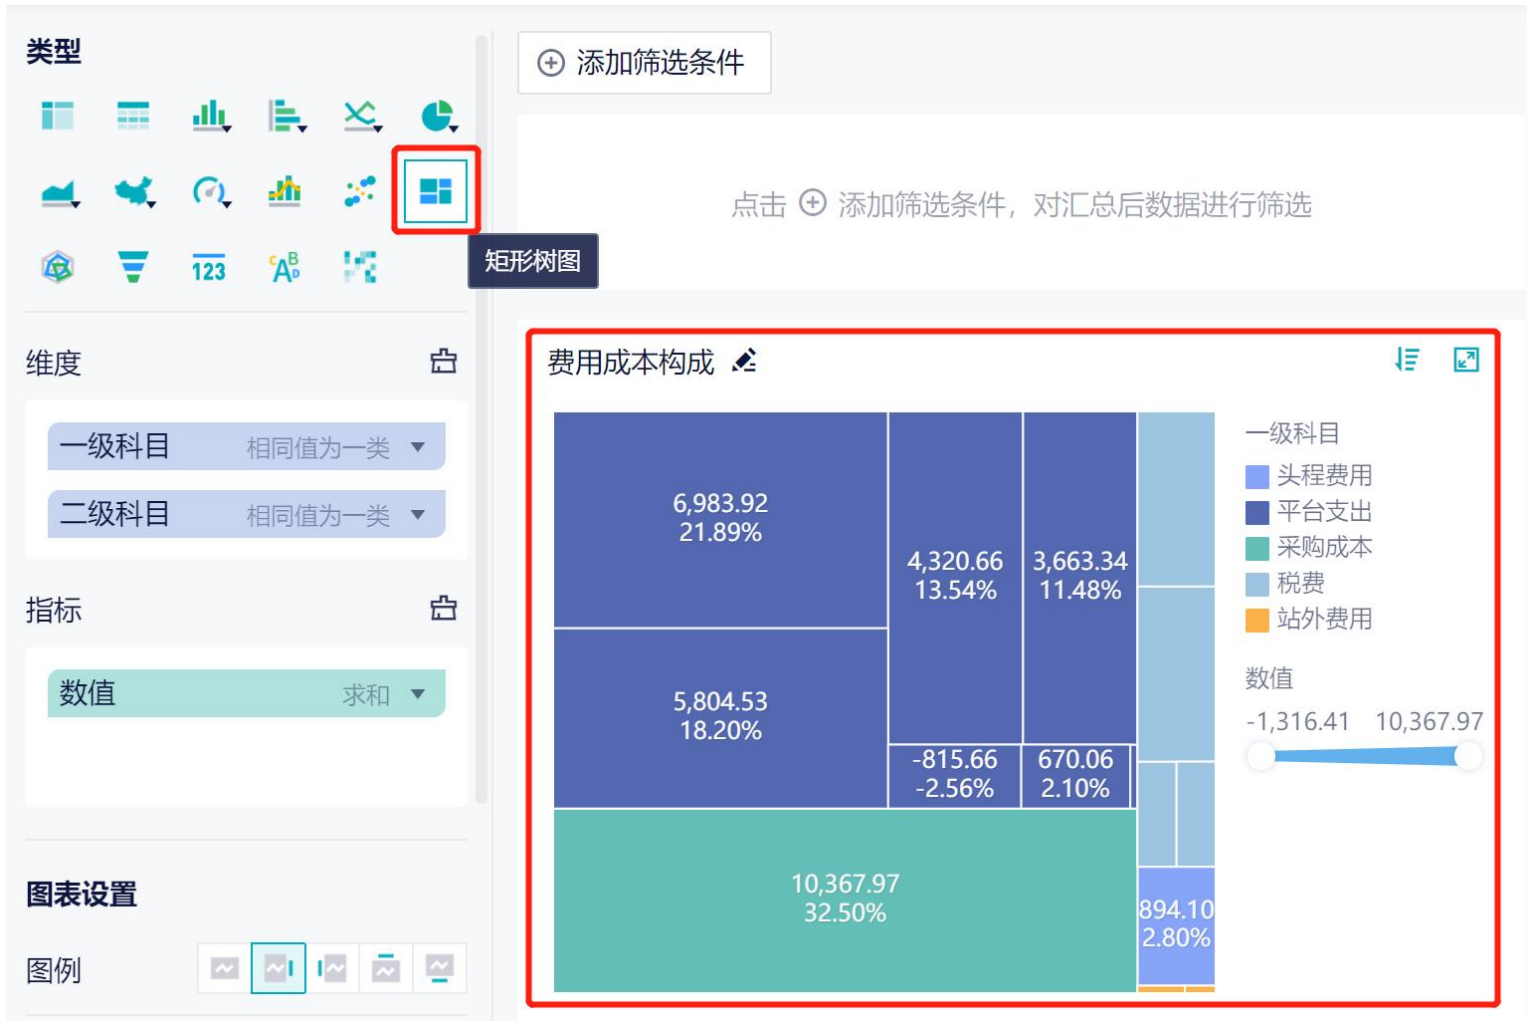 类型
添加筛选条件
点击 ⊕ 添加筛选条件，对汇总后数据进行筛选
123
CABD
矩形树图
维度
一级科目 相同值为一类
二级科目 相同值为一类
指标
数值 求和
图表设置
图例
费用成本构成
6,983.92
21.89%
4,320.66
13.54%
3,663.34
11.48%
5,804.53
18.20%
-815.66
-2.56%
670.06
2.10%
10,367.97
32.50%
894.10
2.80%
一级科目
头程费用
平台支出
采购成本
税费
站外费用
数值
-1,316.41 10,367.97